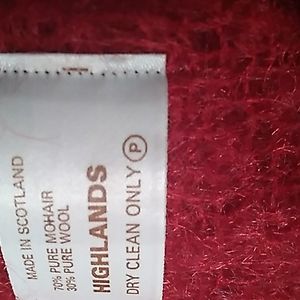 MADE IN SCOTLAND
70% PURE MOHAIR
30% PURE WOOL
HIGHLANDS
DRY CLEAN ONLY Ⓟ